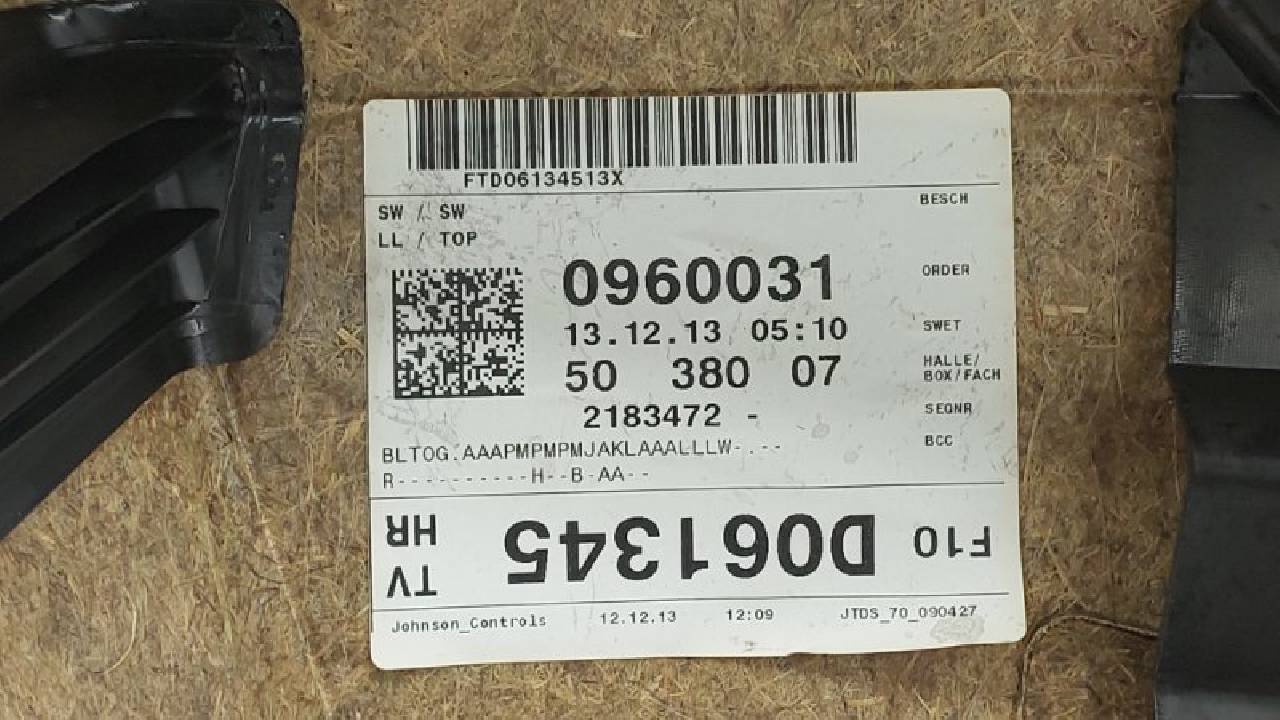 FTD06134513X
BESCH
SW / SW
LL / TOP
0960031 ORDER
13.12.13 05:10 SWET
50 380 07 HALLE/
BOX/FACH
2183472 - SEQNR
BLTOG.AAAPMPMPMJAKLAAALLLW-.-- BCC
R----------H--B-AA--
F10 D061345 TV
HR
Johnson_Controls 12.12.13 12:09 JTDS_70_090427